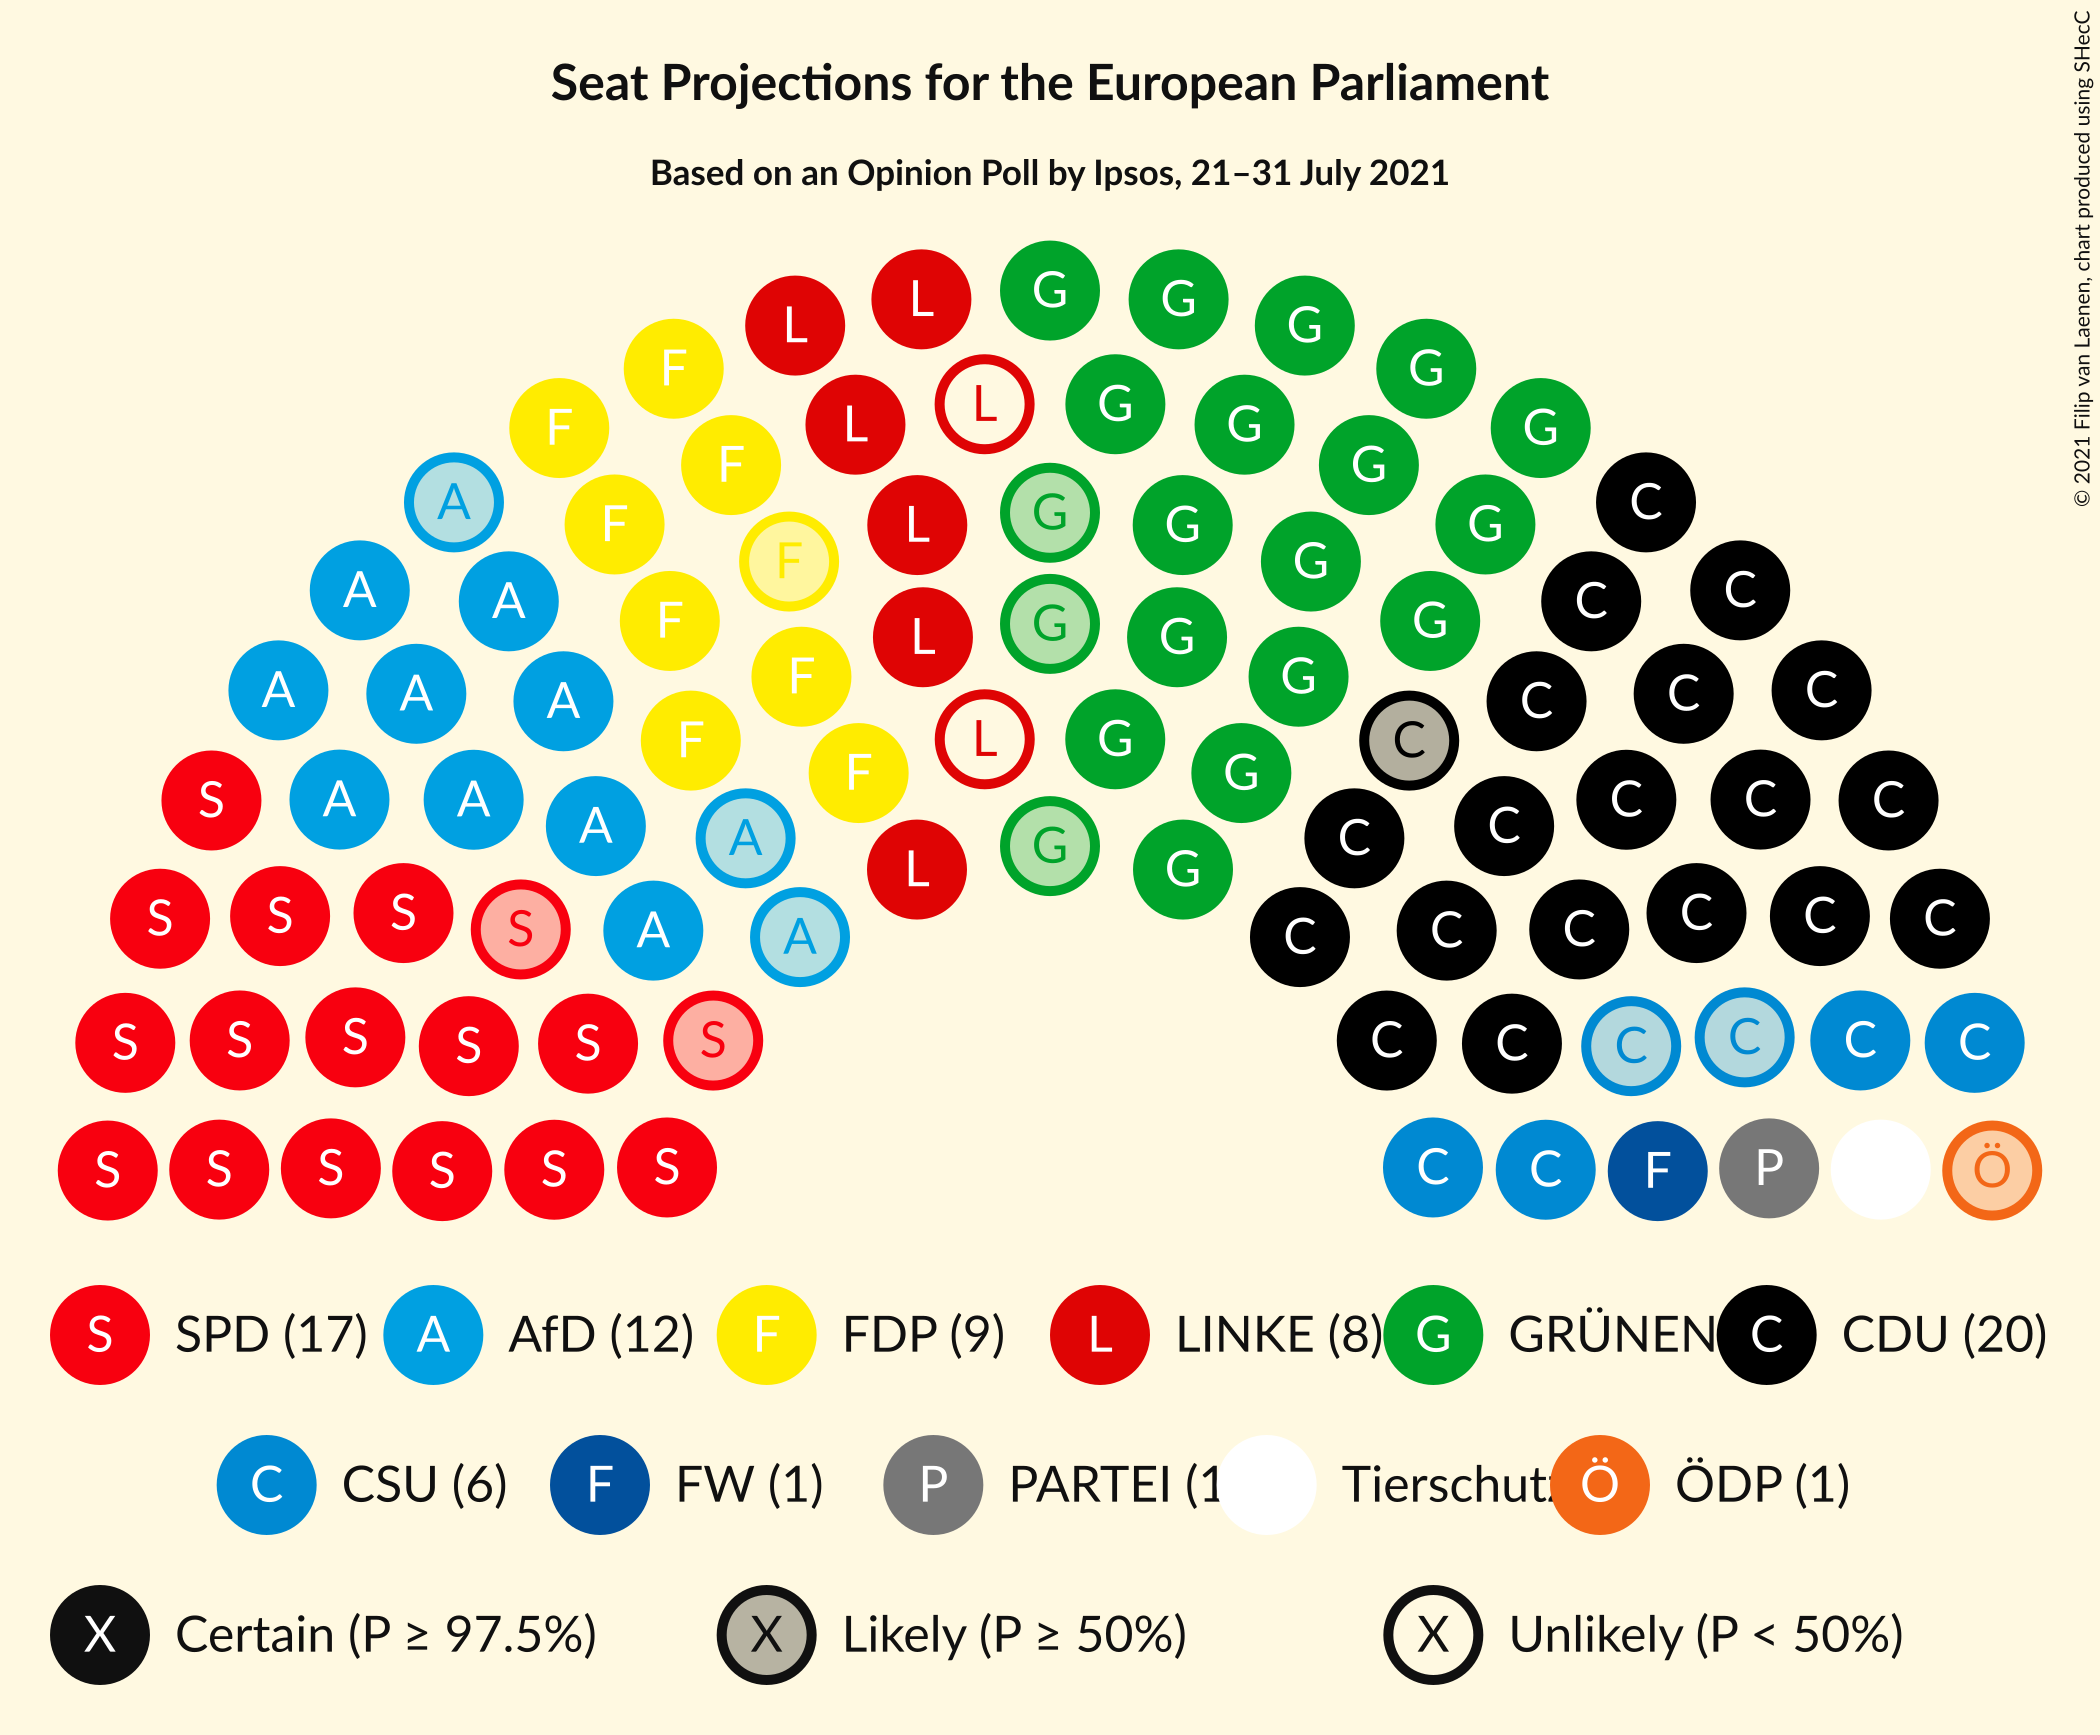 Seat Projections for the European Parliament
Based on an Opinion Poll by Ipsos, 21–31 July 2021
© 2021 Filip van Laenen, chart produced using SHecC
L L G G G
F L L G G G
F F L G G G G
A F F L G G G G C
A A F F L G G G C C
A A A F F L G G C C C C
S A A A A L G G C C C C C
S S S S A A C C C C C C
S S S S S S C C C C C C
S S S S S S C C F P Ö
S SPD (17) A AfD (12) F FDP (9) L LINKE (8) G GRÜNEN C CDU (20)
C CSU (6) F FW (1) P PARTEI (1 Tierschutz Ö ÖDP (1)
X Certain (P ≥ 97.5%) X Likely (P ≥ 50%) X Unlikely (P < 50%)